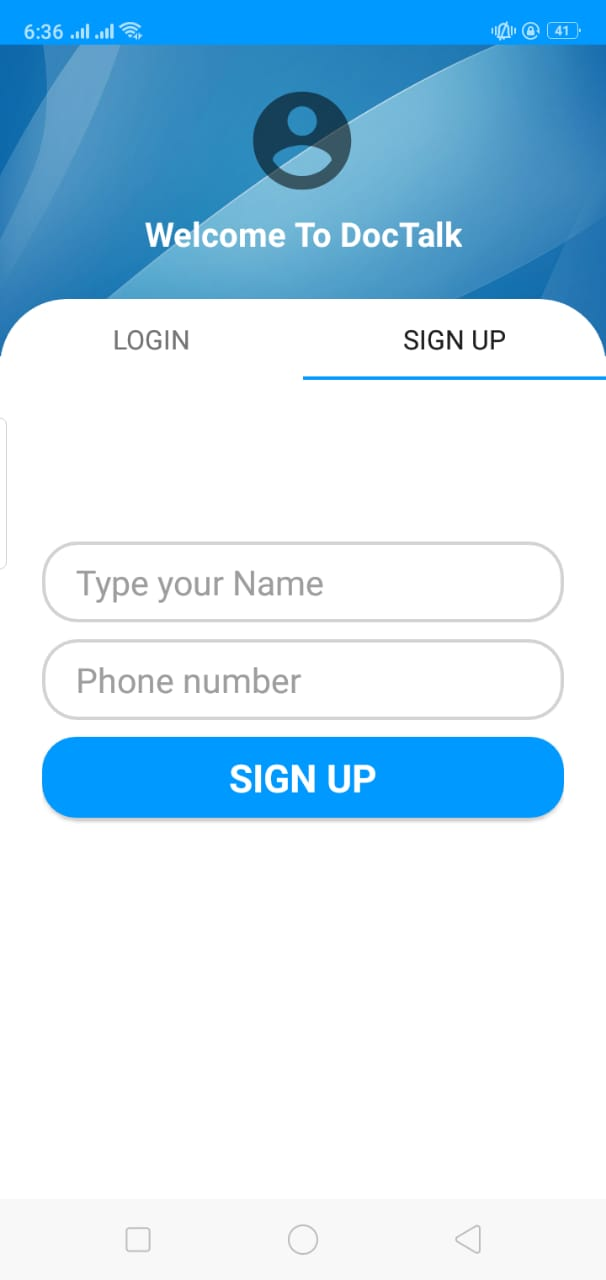 6:36 41
Welcome To DocTalk
LOGIN SIGN UP
Type your Name
Phone number
SIGN UP